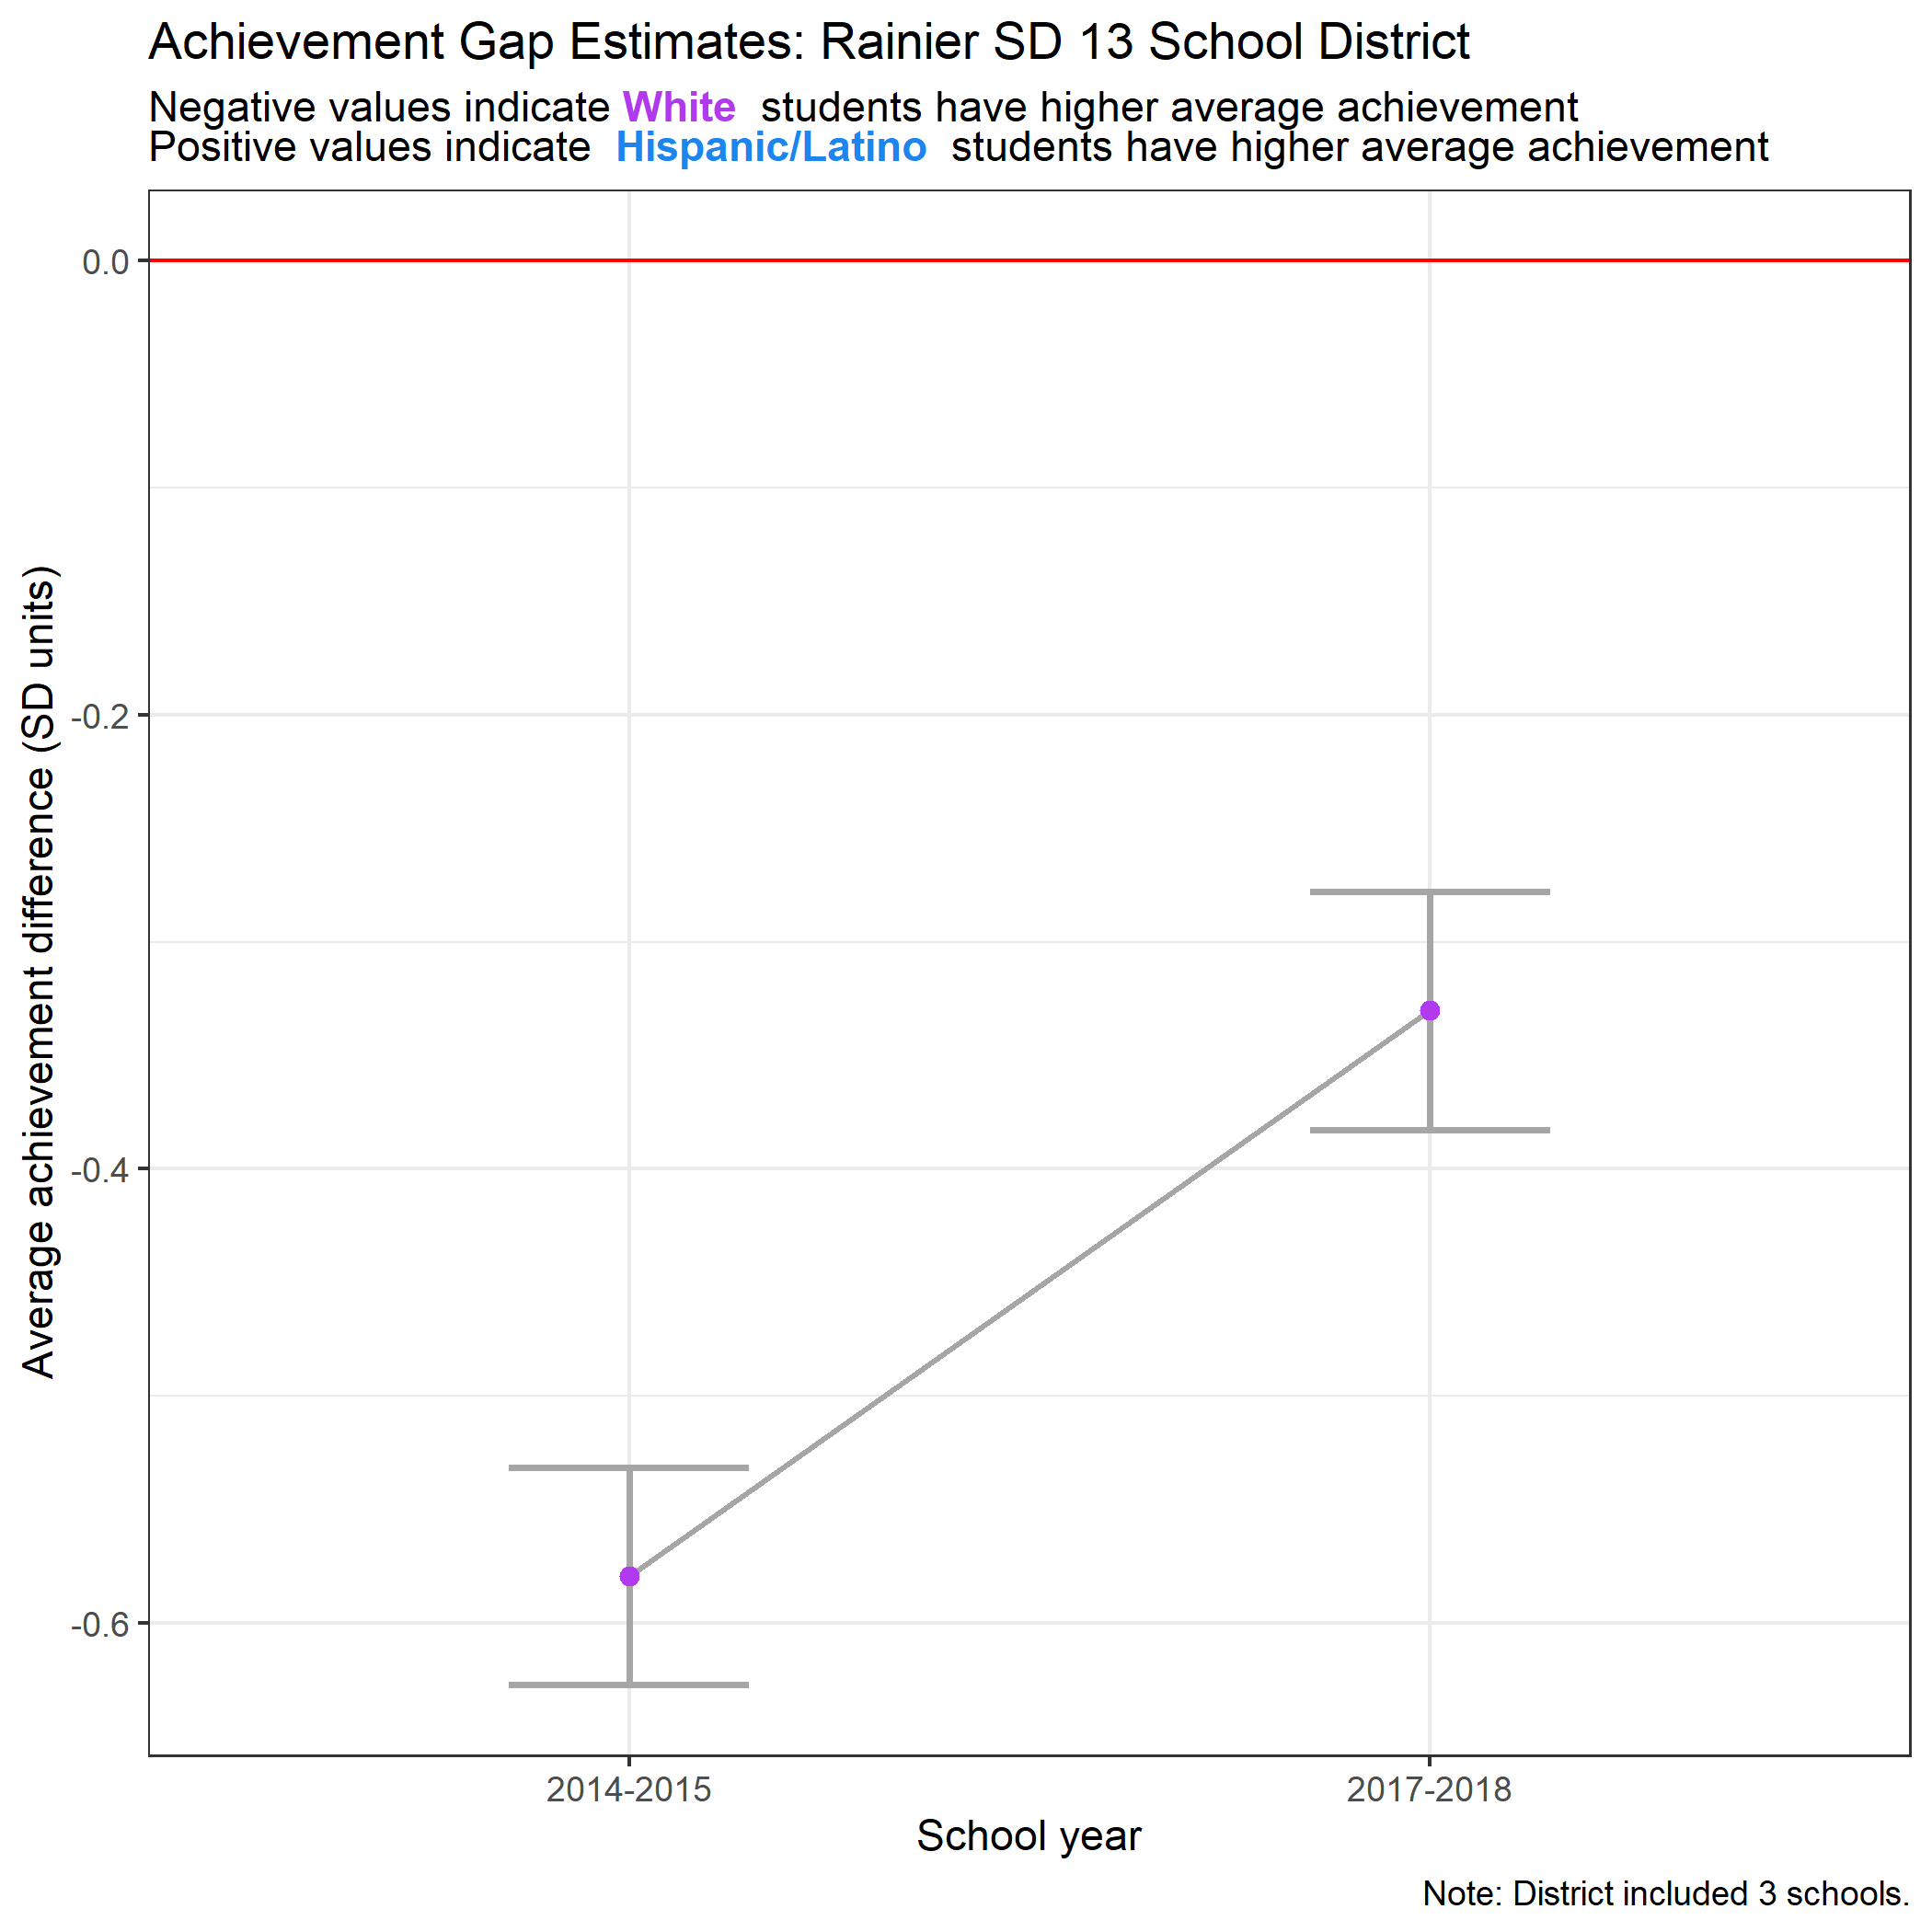 Achievement Gap Estimates: Rainier SD 13 School District
Negative values indicate White students have higher average achievement
Positive values indicate Hispanic/Latino students have higher average achievement
Average achievement difference (SD units)
0.0
-0.2
-0.4
-0.6
2014-2015 2017-2018
School year
Note: District included 3 schools.